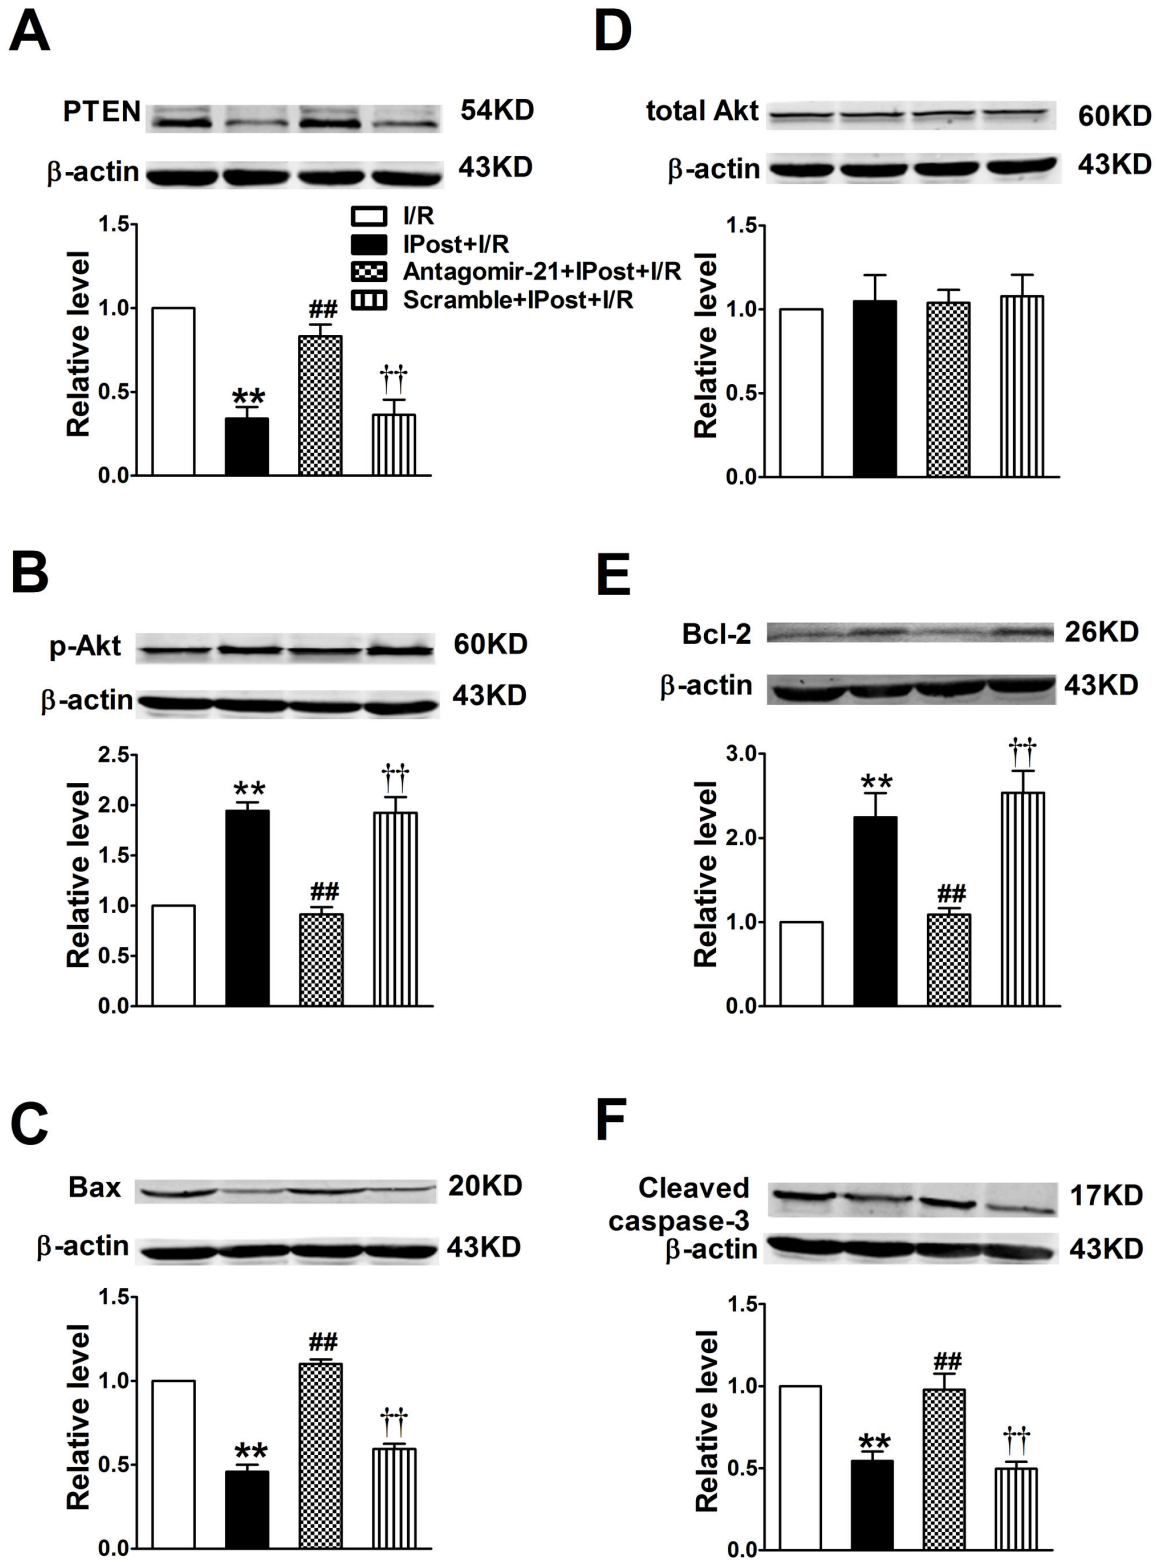 A
PTEN 54KD
β-actin 43KD
I/R
IPost+I/R
Antagomir-21+IPost+I/R
Scramble+IPost+I/R
Relative level
1.5
1.0
0.5
0.0
**
##
††
D
total Akt 60KD
β-actin 43KD
Relative level
1.5
1.0
0.5
0.0
B
p-Akt 60KD
β-actin 43KD
Relative level
2.5
2.0
1.5
1.0
0.5
0.0
**
##
††
E
Bcl-2 26KD
β-actin 43KD
Relative level
3.0
2.0
1.0
0.0
**
##
††
C
Bax 20KD
β-actin 43KD
Relative level
1.5
1.0
0.5
0.0
**
##
††
F
Cleaved
caspase-3 17KD
β-actin 43KD
Relative level
1.5
1.0
0.5
0.0
**
##
††